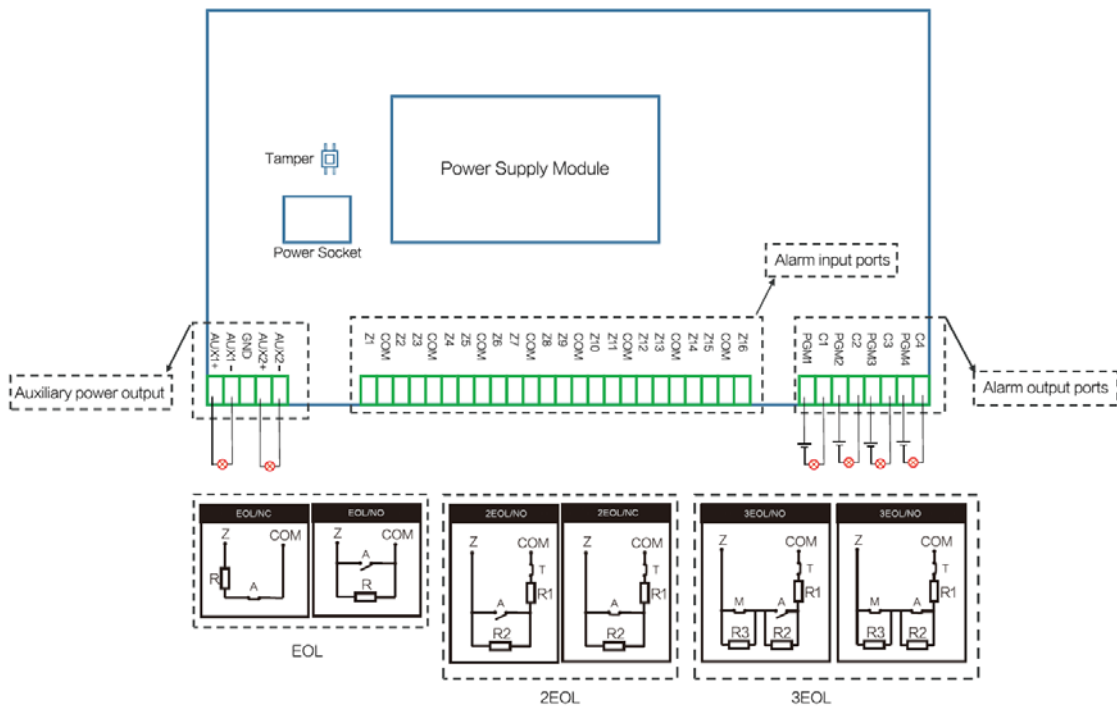 Tamper
Power Supply Module
Power Socket
Alarm input ports
AUX1+
AUX1-
GND
AUX2+
AUX2-
Z1
COM
Z2
Z3
COM
Z4
Z5
COM
Z6
Z7
COM
Z8
Z9
COM
Z10
Z11
COM
Z12
Z13
COM
Z14
Z15
COM
Z16
PGM1
C1
PGM2
C2
PGM3
C3
PGM4
C4
Auxiliary power output
Alarm output ports
EOL/NC
Z COM
R
A
EOL/NO
Z COM
A
R
EOL
2EOL/NO
Z COM
T
R1
A
R2
2EOL/NC
Z COM
T
R1
A
R2
2EOL
3EOL/NO
Z COM
T
R1
M A
R3 R2
3EOL/NO
Z COM
T
R1
M A
R3 R2
3EOL